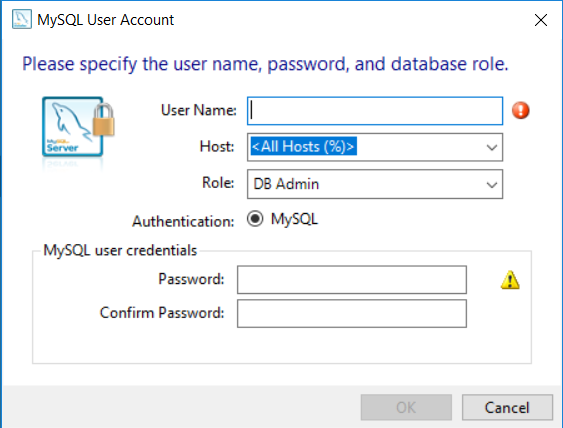 MySQL User Account
Please specify the user name, password, and database role.
User Name:
Host: <All Hosts (%)>
Role: DB Admin
Authentication: MySQL
MySQL
Server
MySQL user credentials
Password:
Confirm Password:
OK Cancel